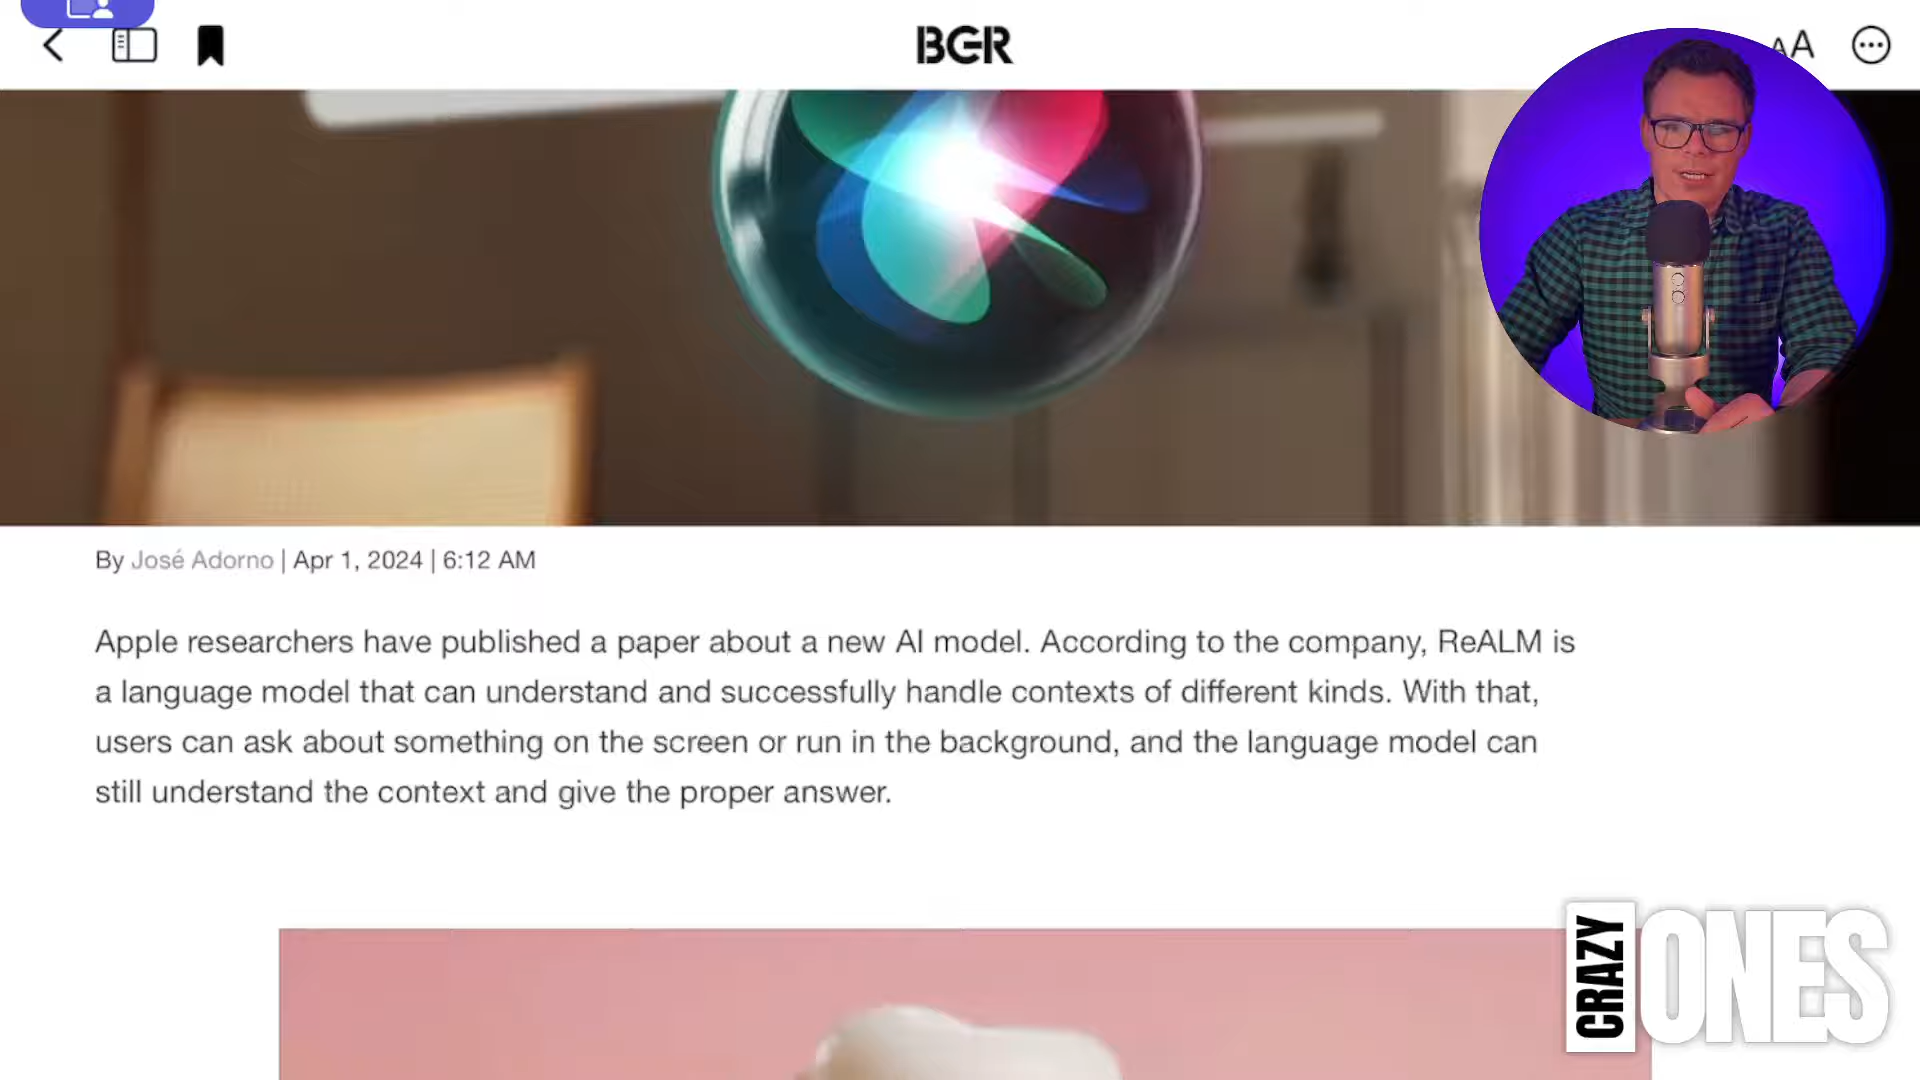 BGR
AA
By José Adorno | Apr 1, 2024 | 6:12 AM
Apple researchers have published a paper about a new AI model. According to the company, ReALM is
a language model that can understand and successfully handle contexts of different kinds. With that,
users can ask about something on the screen or run in the background, and the language model can
still understand the context and give the proper answer.
CRAZY
ONES